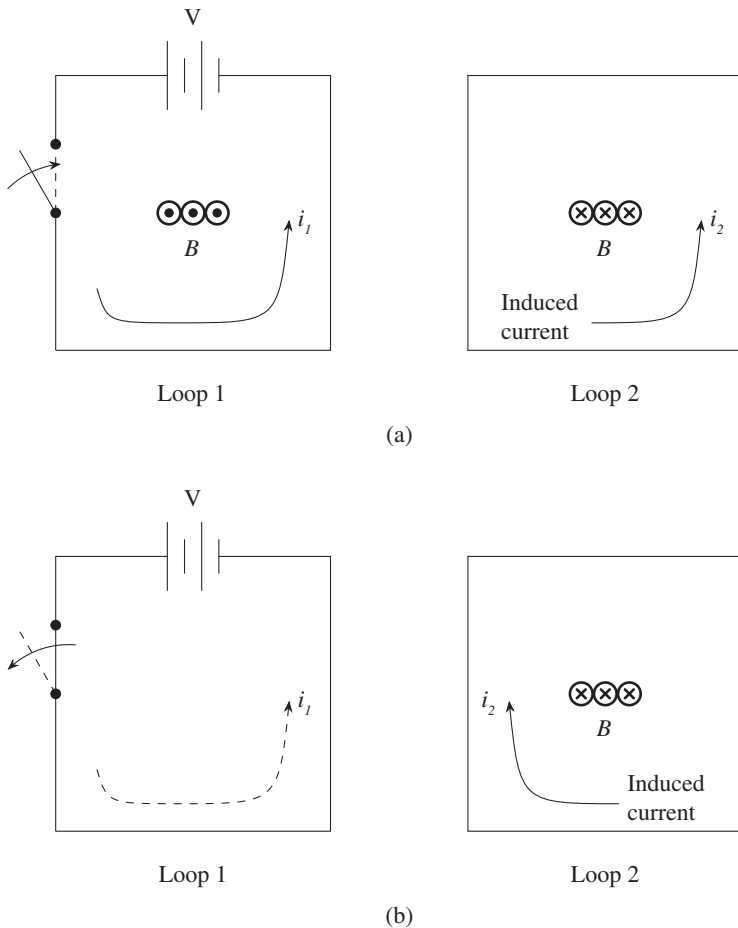 V
i1
B
B
i2
Induced
current
Loop 1
Loop 2
(a)
V
i1
i2
B
Induced
current
Loop 1
Loop 2
(b)